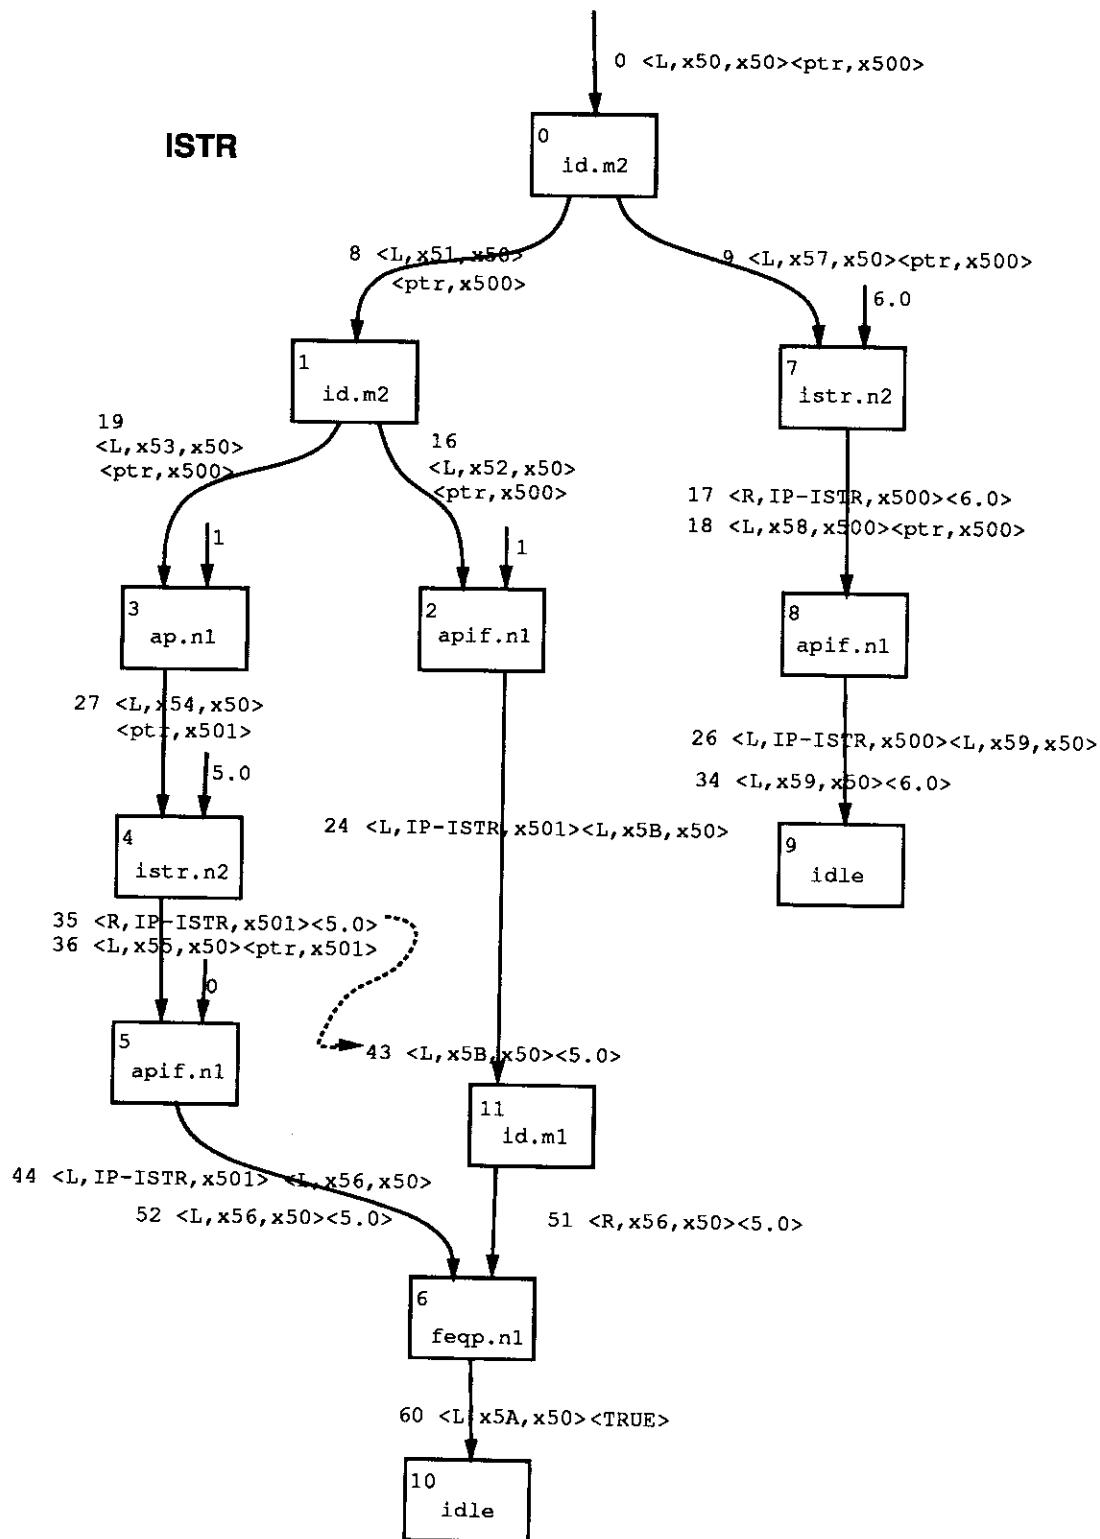 0 <L,x50,x50><ptr,x500>
ISTR
0
id.m2
8 <L,x51,x50>
<ptr,x500>
9 <L,x57,x50><ptr,x500>
6.0
1
id.m2
7
istr.n2
19
<L,x53,x50>
<ptr,x500>
16
<L,x52,x50>
<ptr,x500>
17 <R,IP-ISTR,x500><6.0>
18 <L,x58,x500><ptr,x500>
1
1
3
ap.n1
2
apif.n1
8
apif.n1
27 <L,x54,x50>
<ptr,x501>
26 <L,IP-ISTR,x500><L,x59,x50>
34 <L,x59,x50><6.0>
5.0
24 <L,IP-ISTR,x501><L,x5B,x50>
4
istr.n2
9
idle
35 <R,IP-ISTR,x501><5.0>
36 <L,x55,x50><ptr,x501>
0
5
apif.n1
43 <L,x5B,x50><5.0>
11
id.m1
44 <L,IP-ISTR,x501> <L,x56,x50>
52 <L,x56,x50><5.0>
51 <R,x56,x50><5.0>
6
feqp.n1
60 <L,x5A,x50><TRUE>
10
idle